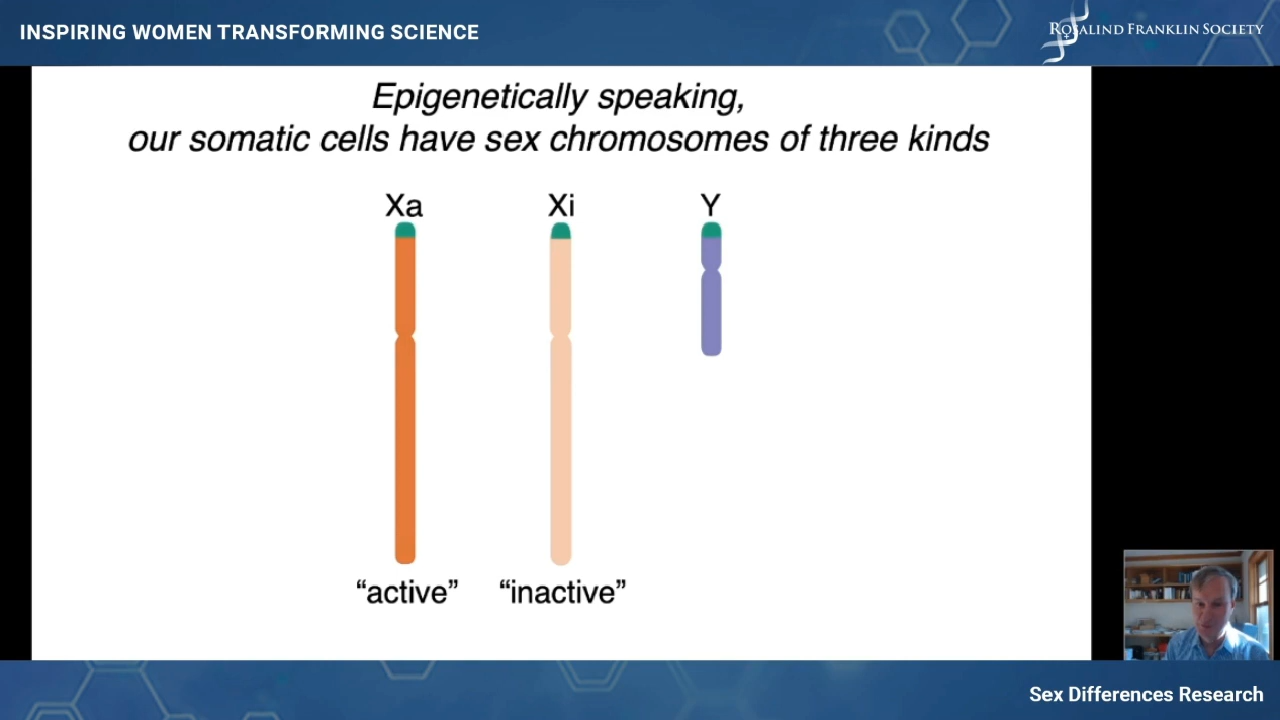 INSPIRING WOMEN TRANSFORMING SCIENCE
ROSALIND FRANKLIN SOCIETY
Epigenetically speaking,
our somatic cells have sex chromosomes of three kinds
Xa Xi Y
“active” “inactive”
Sex Differences Research